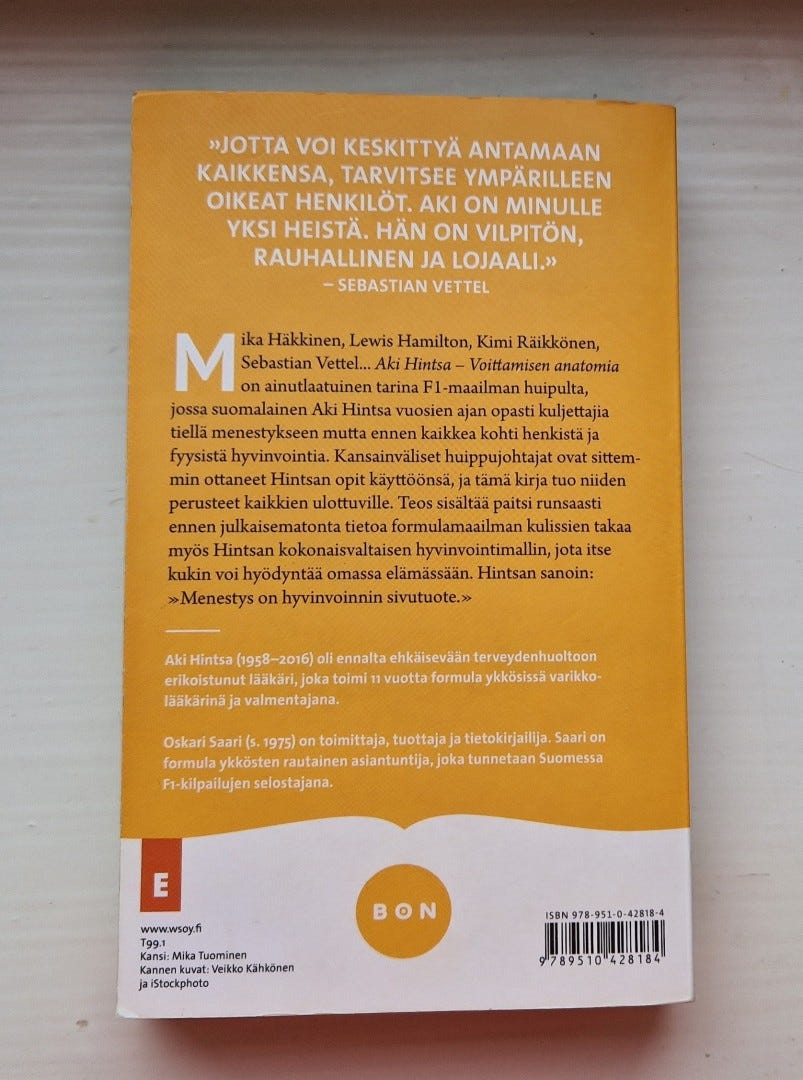 »JOTTA VOI KESKITTYÄ ANTAMAAN
KAIKKENSA, TARVITSEE YMPÄRILLEEN
OIKEAT HENKILÖT. AKI ON MINULLE
YKSI HEISTÄ. HÄN ON VILPITÖN,
RAUHALLINEN JA LOJAALI.»
– SEBASTIAN VETTEL
Mika Häkkinen, Lewis Hamilton, Kimi Räikkönen,
Sebastian Vettel... Aki Hintsa – Voittamisen anatomia
on ainutlaatuinen tarina F1-maailman huipulta,
jossa suomalainen Aki Hintsa vuosien ajan opasti kuljettajia
tiellä menestykseen mutta ennen kaikkea kohti henkistä ja
fyysistä hyvinvointia. Kansainväliset huippujohtajat ovat sittem-
min ottaneet Hintsan opit käyttöönsä, ja tämä kirja tuo niiden
perusteet kaikkien ulottuville. Teos sisältää paitsi runsaasti
ennen julkaisematonta tietoa formulamaailman kulissien takaa
myös Hintsan kokonaisvaltaisen hyvinvointimallin, jota itse
kukin voi hyödyntää omassa elämässään. Hintsan sanoin:
»Menestys on hyvinvoinnin sivutuote.»
Aki Hintsa (1958–2016) oli ennalta ehkäisevään terveydenhuoltoon
erikoistunut lääkäri, joka toimi 11 vuotta formula ykkösissä varikko-
lääkärinä ja valmentajana.
Oskari Saari (s. 1975) on toimittaja, tuottaja ja tietokirjailija. Saari on
formula ykkösten rautainen asiantuntija, joka tunnetaan Suomessa
F1-kilpailujen selostajana.
E
www.wsoy.fi
T99.1
Kansi: Mika Tuominen
Kannen kuvat: Veikko Kähkönen
ja iStockphoto
BON
ISBN 978-951-0-42818-4
9 789510 428184